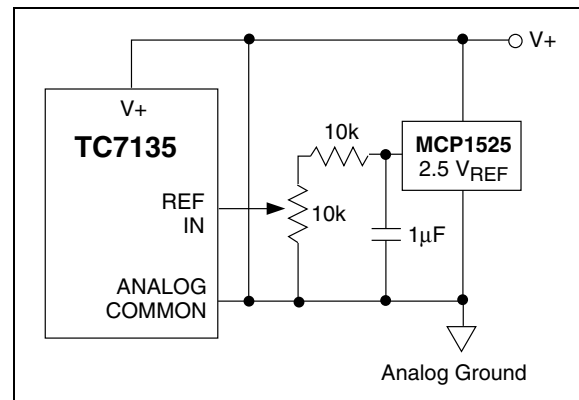 V+
V+
TC7135
10k
MCP1525
2.5 VREF
REF
IN
10k
1µF
ANALOG
COMMON
Analog Ground